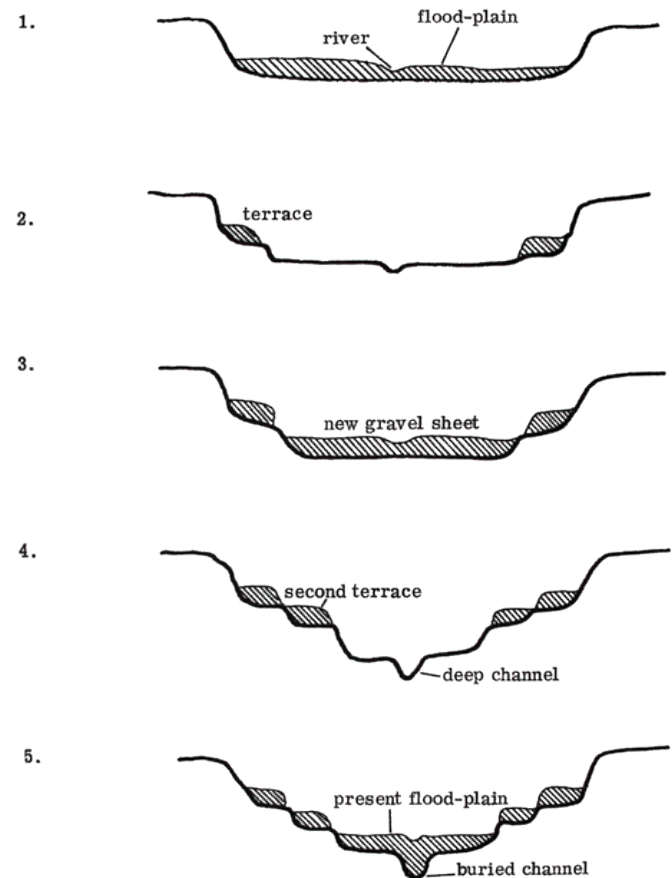 1.
river
flood-plain
2.
terrace
3.
new gravel sheet
4.
second terrace
deep channel
5.
present flood-plain
buried channel